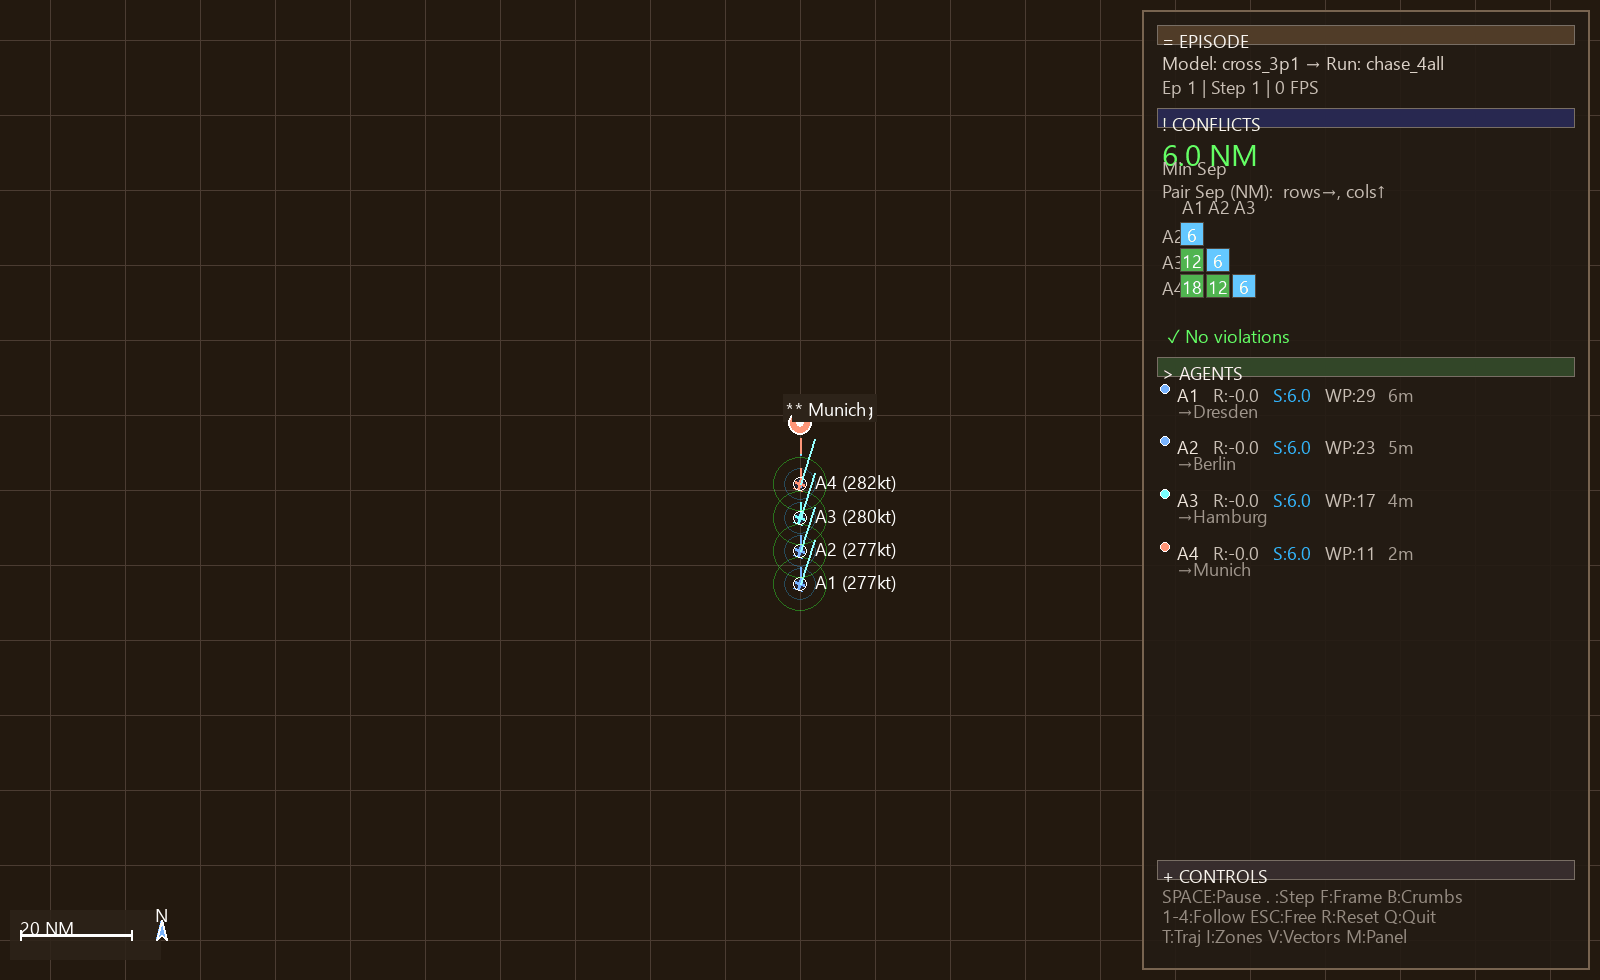 ** Munich
A4 (282kt)
A3 (280kt)
A2 (277kt)
A1 (277kt)
20 NM
N
= EPISODE
Model: cross_3p1 → Run: chase_4all
Ep 1 | Step 1 | 0 FPS
! CONFLICTS
6.0 NM
Min Sep
Pair Sep (NM):  rows→, cols↑
A1 A2 A3
A2 6
A3 12 6
A4 18 12 6
✓ No violations
> AGENTS
A1 R:-0.0 S:6.0 WP:29 6m
→Dresden
A2 R:-0.0 S:6.0 WP:23 5m
→Berlin
A3 R:-0.0 S:6.0 WP:17 4m
→Hamburg
A4 R:-0.0 S:6.0 WP:11 2m
→Munich
+ CONTROLS
SPACE:Pause . :Step F:Frame B:Crumbs
1-4:Follow ESC:Free R:Reset Q:Quit
T:Traj I:Zones V:Vectors M:Panel